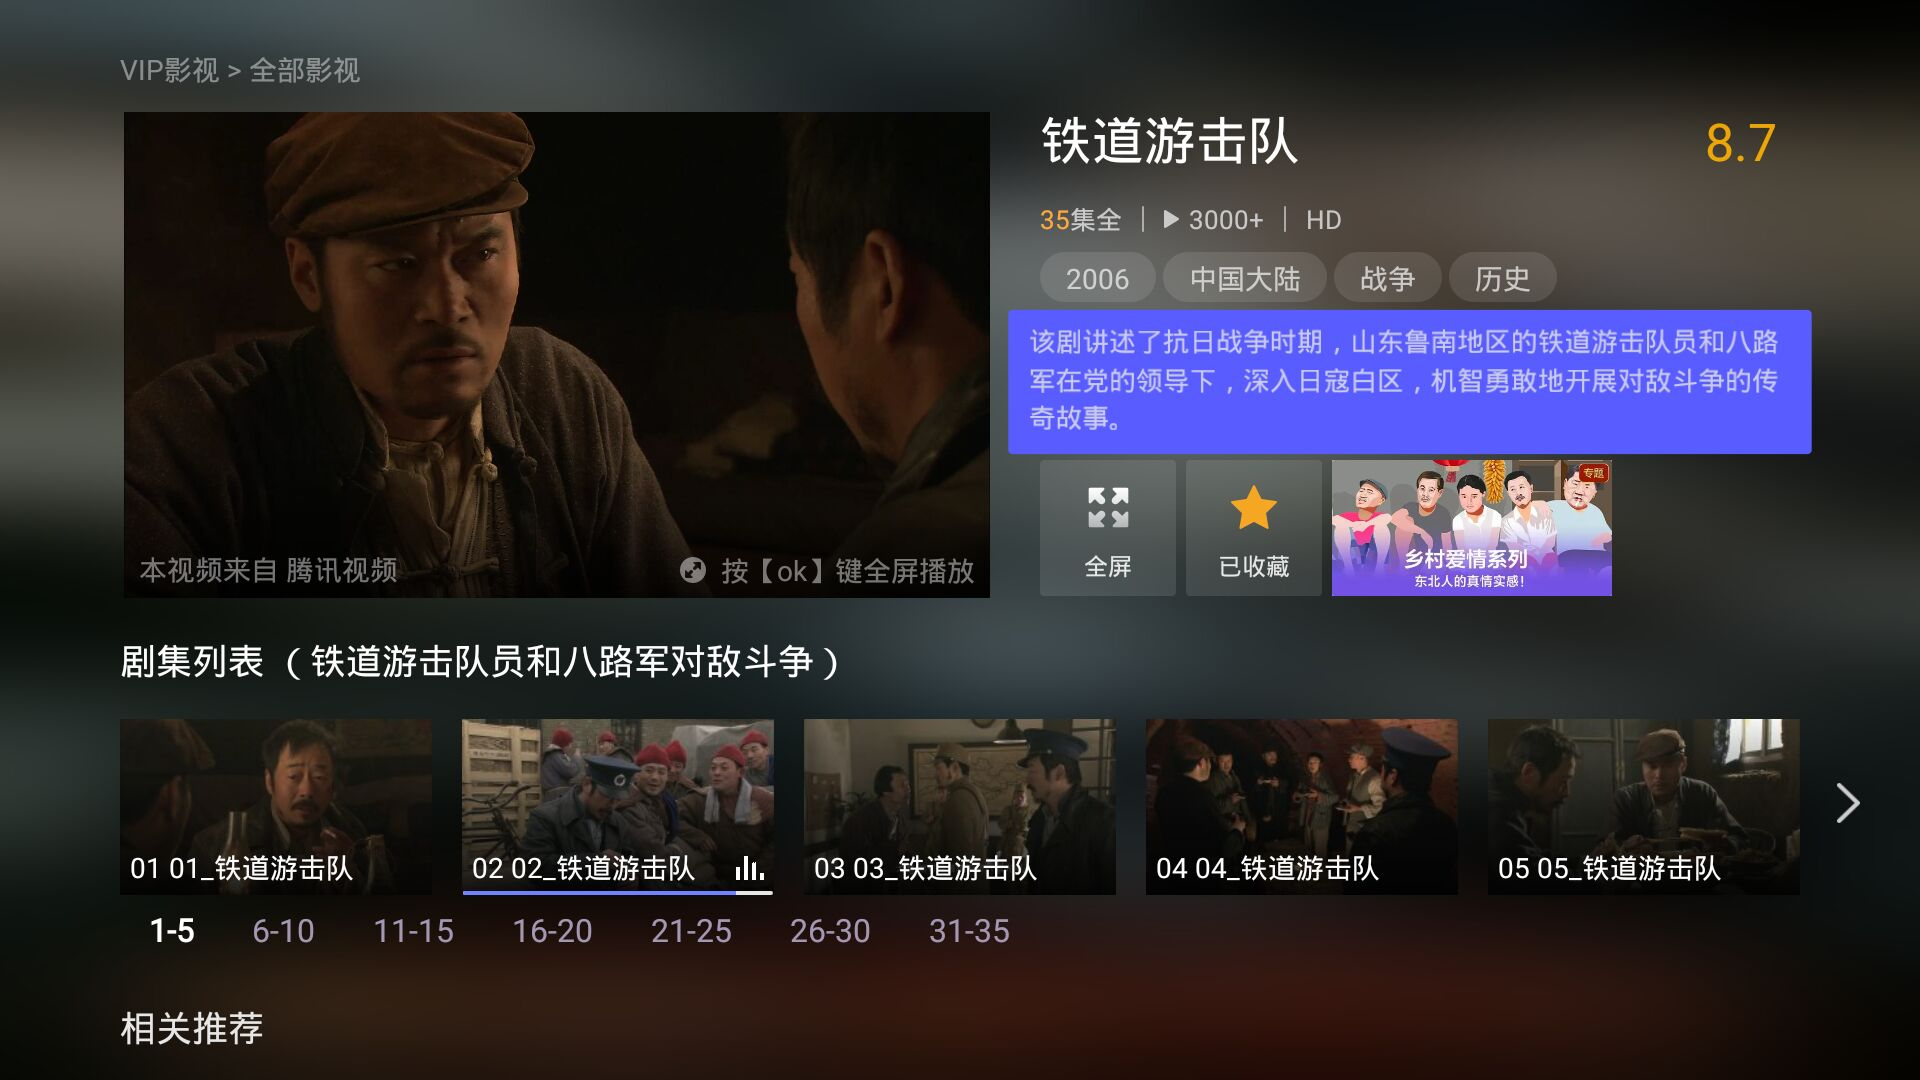 VIP影视 > 全部影视
铁道游击队
8.7
35集全 | 3000+ | HD
2006 中国大陆 战争 历史
该剧讲述了抗日战争时期，山东鲁南地区的铁道游击队员和八路
军在党的领导下，深入日寇白区，机智勇敢地开展对敌斗争的传
奇故事。
本视频来自 腾讯视频
按【ok】键全屏播放
全屏
已收藏
专题
乡村爱情系列
东北人的真情实感！
剧集列表 （铁道游击队员和八路军对敌斗争）
01 01_铁道游击队
02 02_铁道游击队
03 03_铁道游击队
04 04_铁道游击队
05 05_铁道游击队
1-5 6-10 11-15 16-20 21-25 26-30 31-35
相关推荐